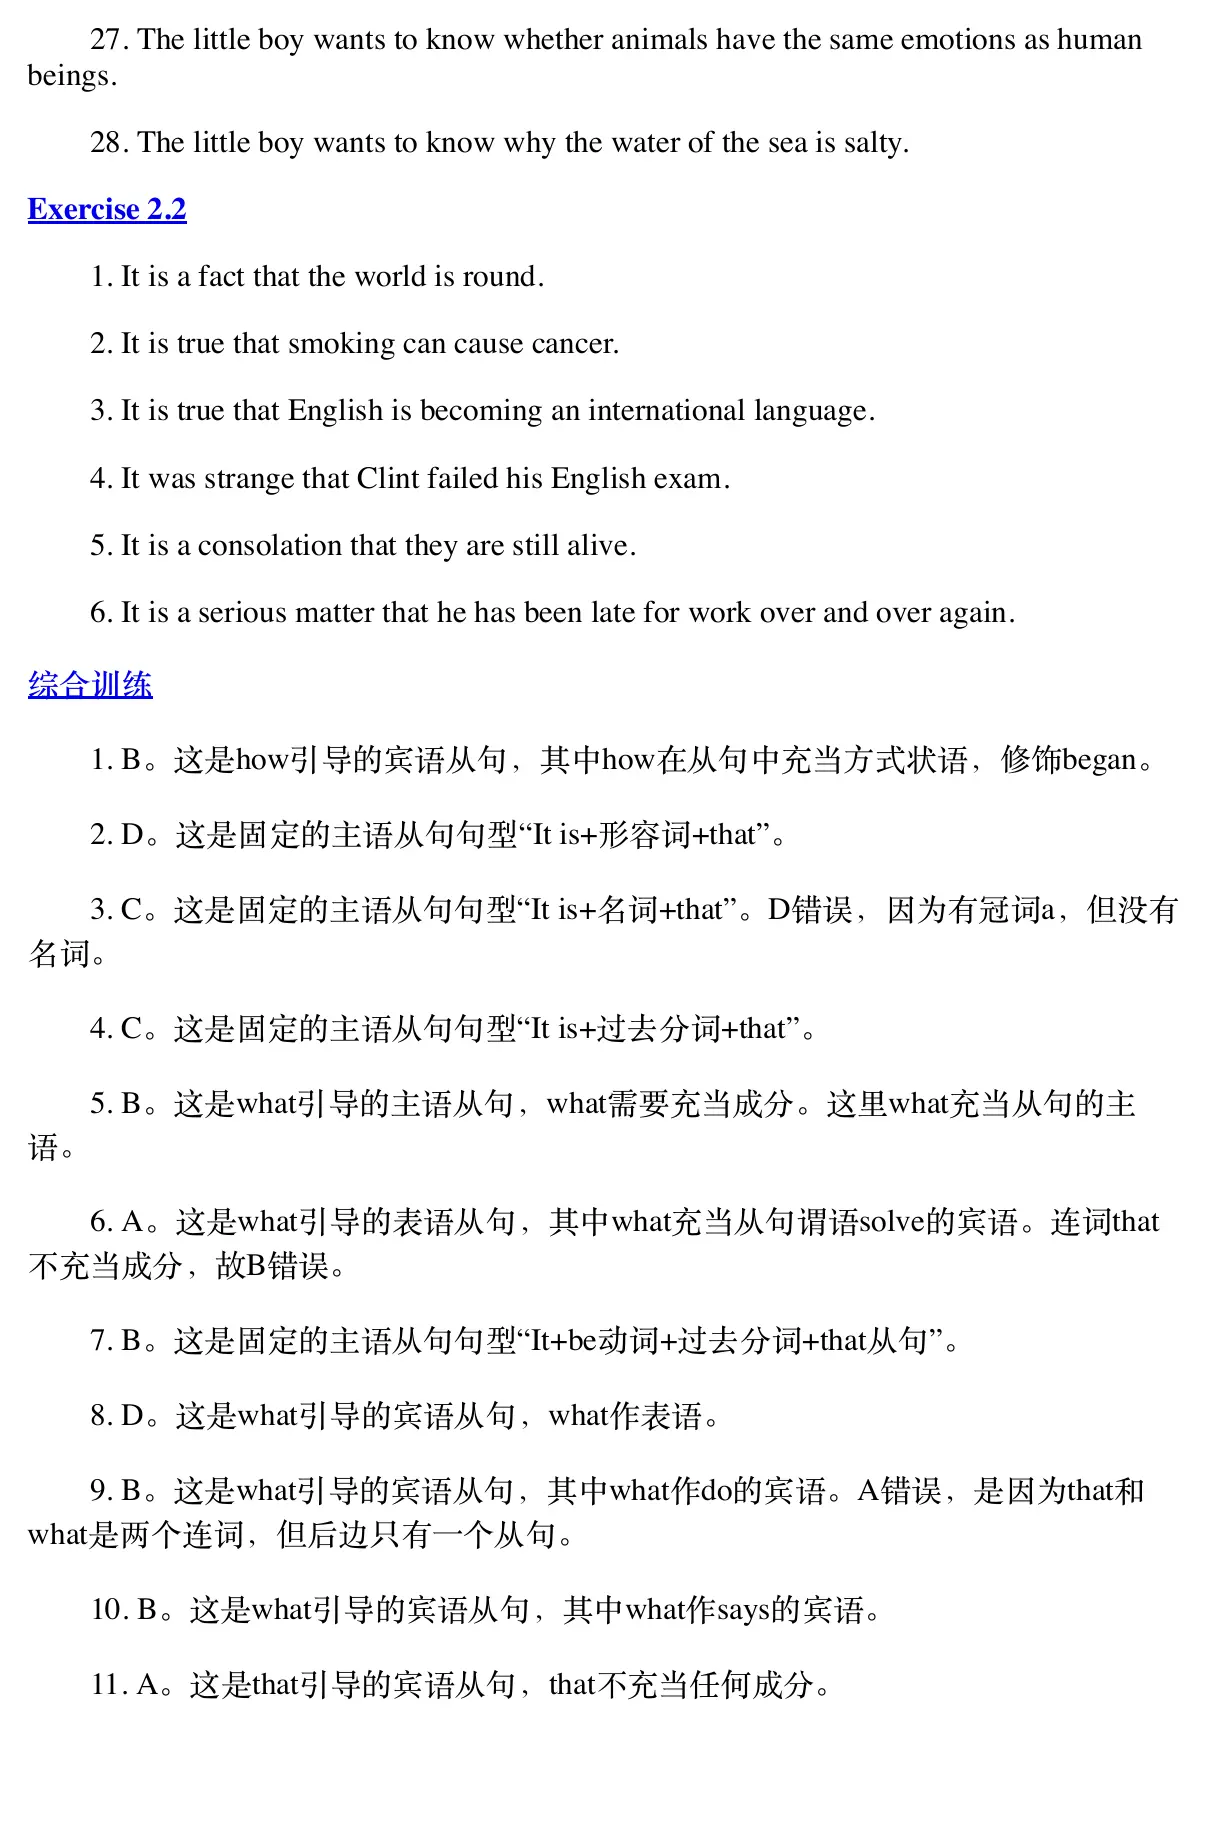 27. The little boy wants to know whether animals have the same emotions as human
beings.
28. The little boy wants to know why the water of the sea is salty.
Exercise 2.2
1. It is a fact that the world is round.
2. It is true that smoking can cause cancer.
3. It is true that English is becoming an international language.
4. It was strange that Clint failed his English exam.
5. It is a consolation that they are still alive.
6. It is a serious matter that he has been late for work over and over again.
综合训练
1. B。这是how引导的宾语从句，其中how在从句中充当方式状语，修饰began。
2. D。这是固定的主语从句句型“It is+形容词+that”。
3. C。这是固定的主语从句句型“It is+名词+that”。D错误，因为有冠词a，但没有
名词。
4. C。这是固定的主语从句句型“It is+过去分词+that”。
5. B。这是what引导的主语从句，what需要充当成分。这里what充当从句的主
语。
6. A。这是what引导的表语从句，其中what充当从句谓语solve的宾语。连词that
不充当成分，故B错误。
7. B。这是固定的主语从句句型“It+be动词+过去分词+that从句”。
8. D。这是what引导的宾语从句，what作表语。
9. B。这是what引导的宾语从句，其中what作do的宾语。A错误，是因为that和
what是两个连词，但后边只有一个从句。
10. B。这是what引导的宾语从句，其中what作says的宾语。
11. A。这是that引导的宾语从句，that不充当任何成分。